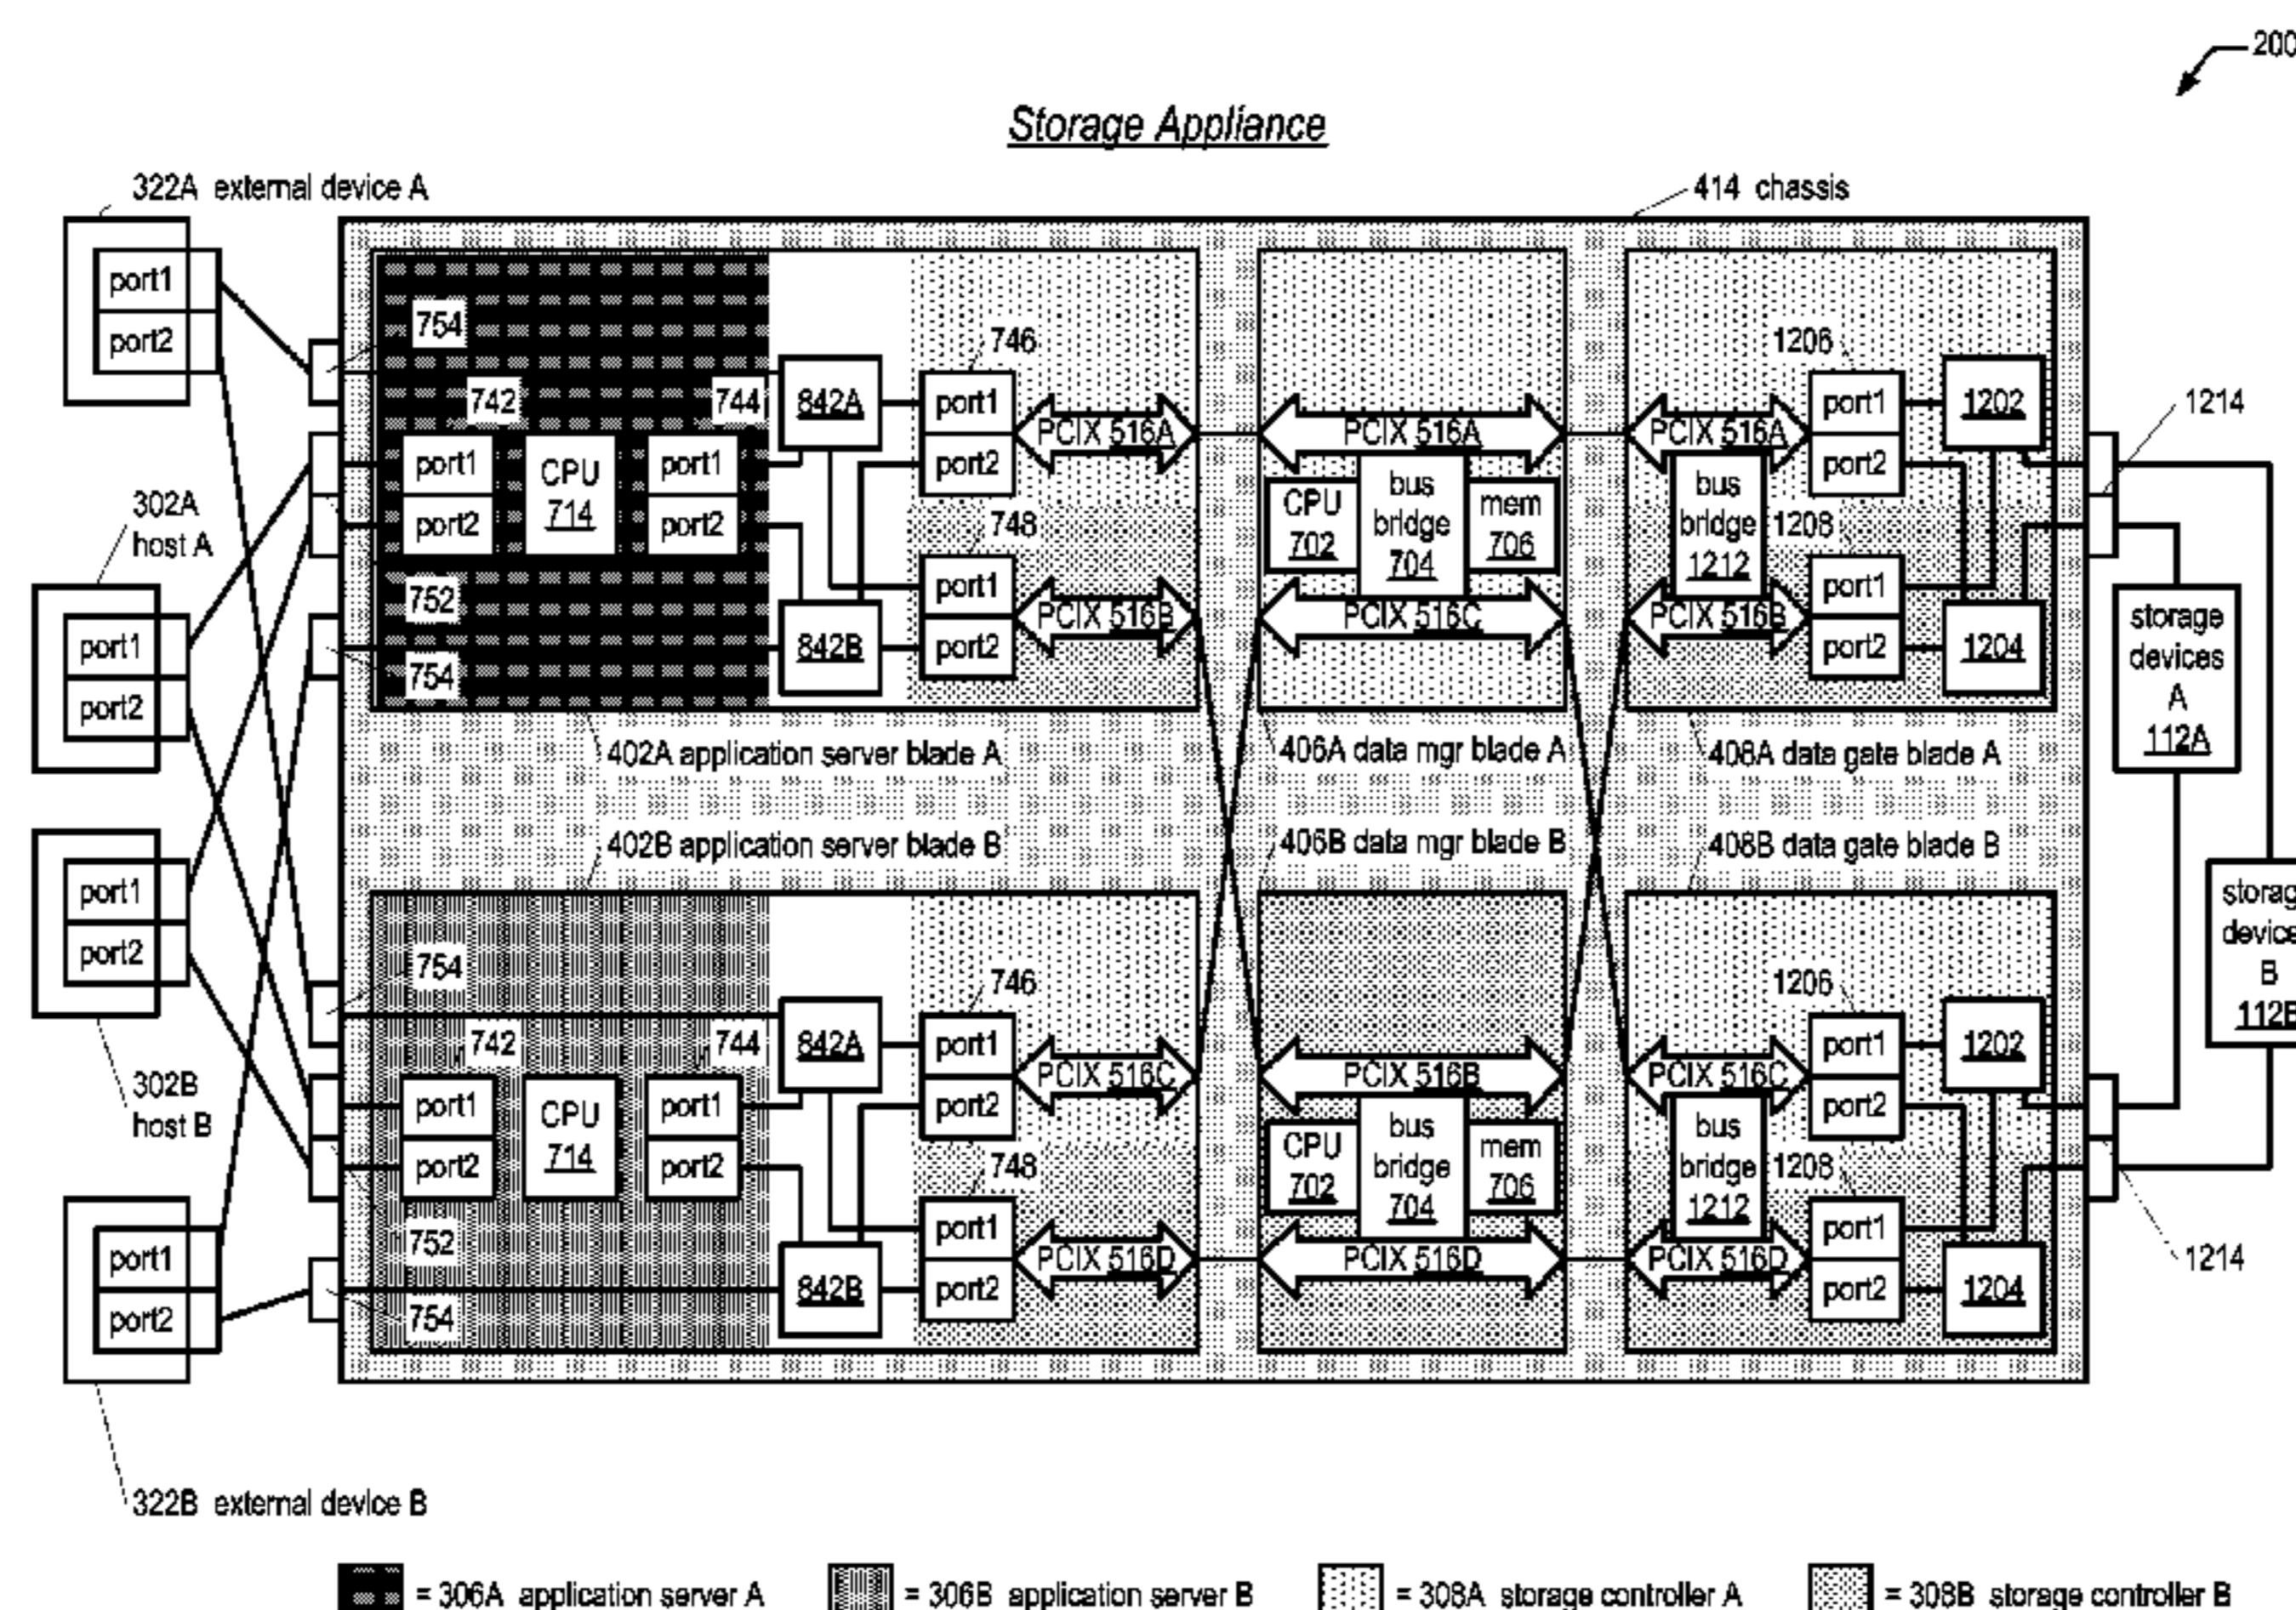 200
Storage Appliance
322A external device A
414 chassis
port1
port2
754
742
744
842A
746
port1
port2
PCIX 516A
PCIX 516A
PCIX 516A
1206
port1
port2
1202
1214
port1
port2
CPU
714
port1
port2
CPU
702
bus
bridge
704
mem
706
bus
bridge
1212
302A
host A
748
1208
752
754
842B
port1
port2
PCIX 516B
PCIX 516C
PCIX 516B
port1
port2
1204
storage
devices
A
112A
port1
port2
402A application server blade A
406A data mgr blade A
408A data gate blade A
402B application server blade B
406B data mgr blade B
408B data gate blade B
port1
port2
device
B
754
742
744
842A
746
port1
port2
PCIX 516C
PCIX 516B
PCIX 516C
1206
port1
port2
1202
302B
host B
port1
port2
CPU
714
port1
port2
CPU
702
bus
bridge
704
mem
706
bus
bridge
1212
748
1208
752
754
842B
port1
port2
PCIX 516D
PCIX 516D
PCIX 516D
port1
port2
1204
1214
port1
port2
322B external device B
= 306A application server A
= 306B application server B
= 308A storage controller A
= 308B storage controller B